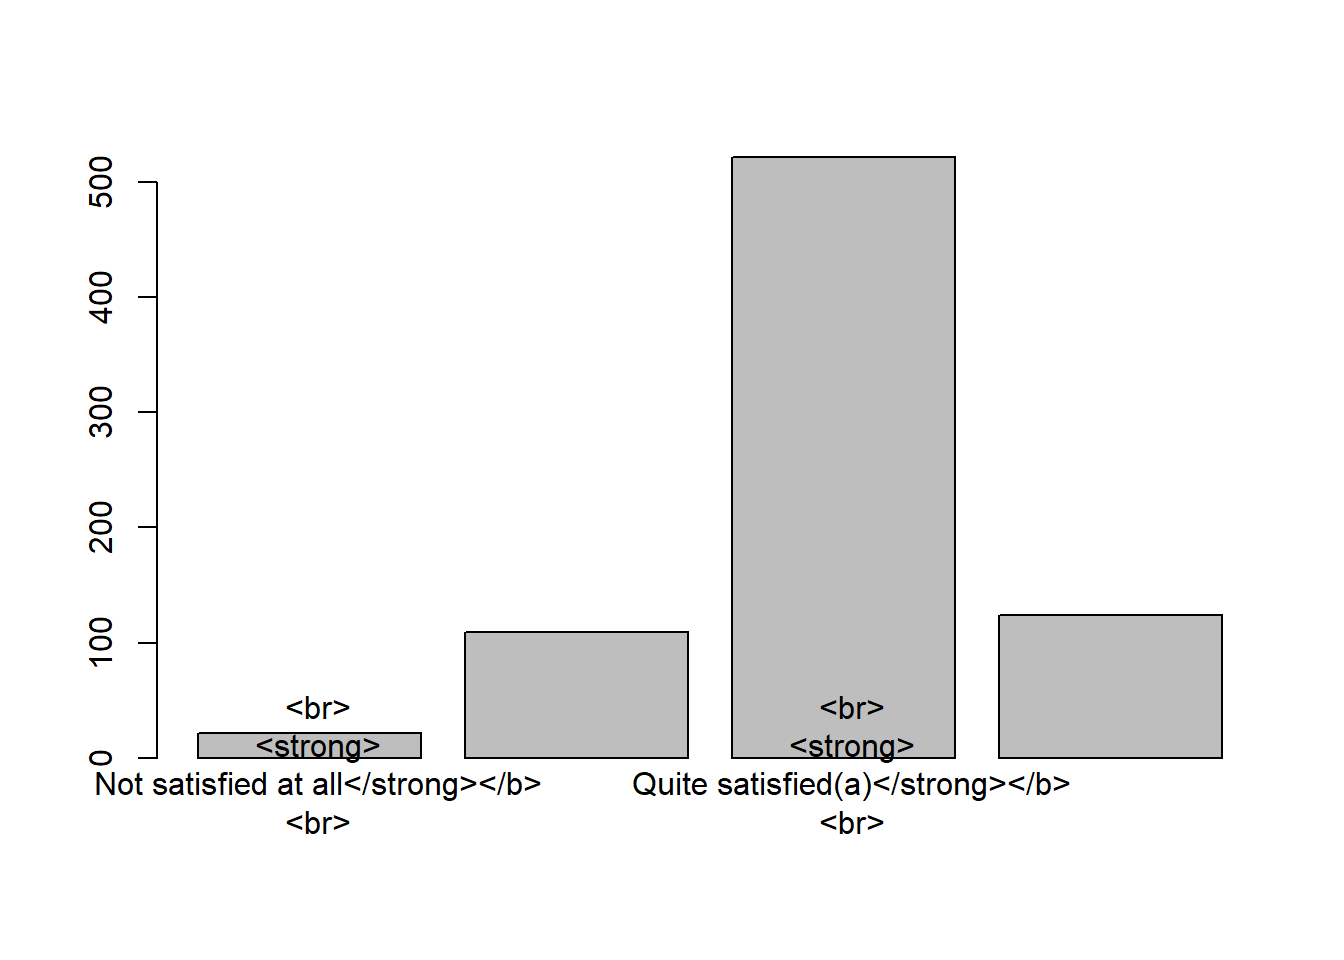 500
400
300
200
100
0
<br>
<strong>
Not satisfied at all</strong></b>
<br>
<br>
<strong>
Quite satisfied(a)</strong></b>
<br>